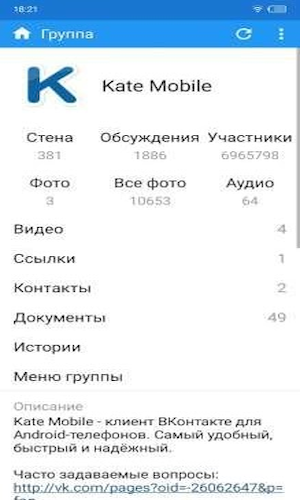 18:21
Группа
Kate Mobile
Стена Обсуждения Участники
381 1886 6965798
Фото Все фото Аудио
3 10653 64
Видео 4
Ссылки 1
Контакты 2
Документы 49
Истории
Меню группы
Описание
Kate Mobile - клиент ВКонтакте для
Android-телефонов. Самый удобный,
быстрый и надёжный.
Часто задаваемые вопросы:
http://vk.com/pages?oid=-26062647&p=